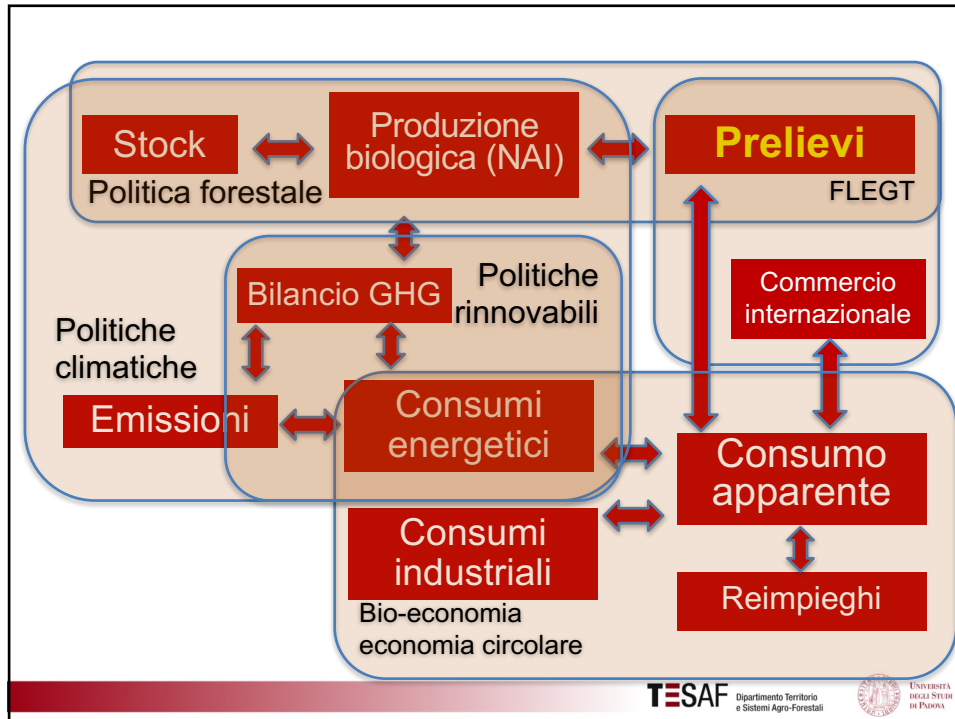 Stock
Produzione
biologica (NAI)
Prelievi
Politica forestale
FLEGT
Bilancio GHG
Politiche
rinnovabili
Commercio
internazionale
Politiche
climatiche
Emissioni
Consumi
energetici
Consumo
apparente
Consumi
industriali
Reimpieghi
Bio-economia
economia circolare
TESAF
Dipartimento Territorio
e Sistemi Agro-Forestali
UNIVERSITÀ
DEGLI STUDI
DI PADOVA